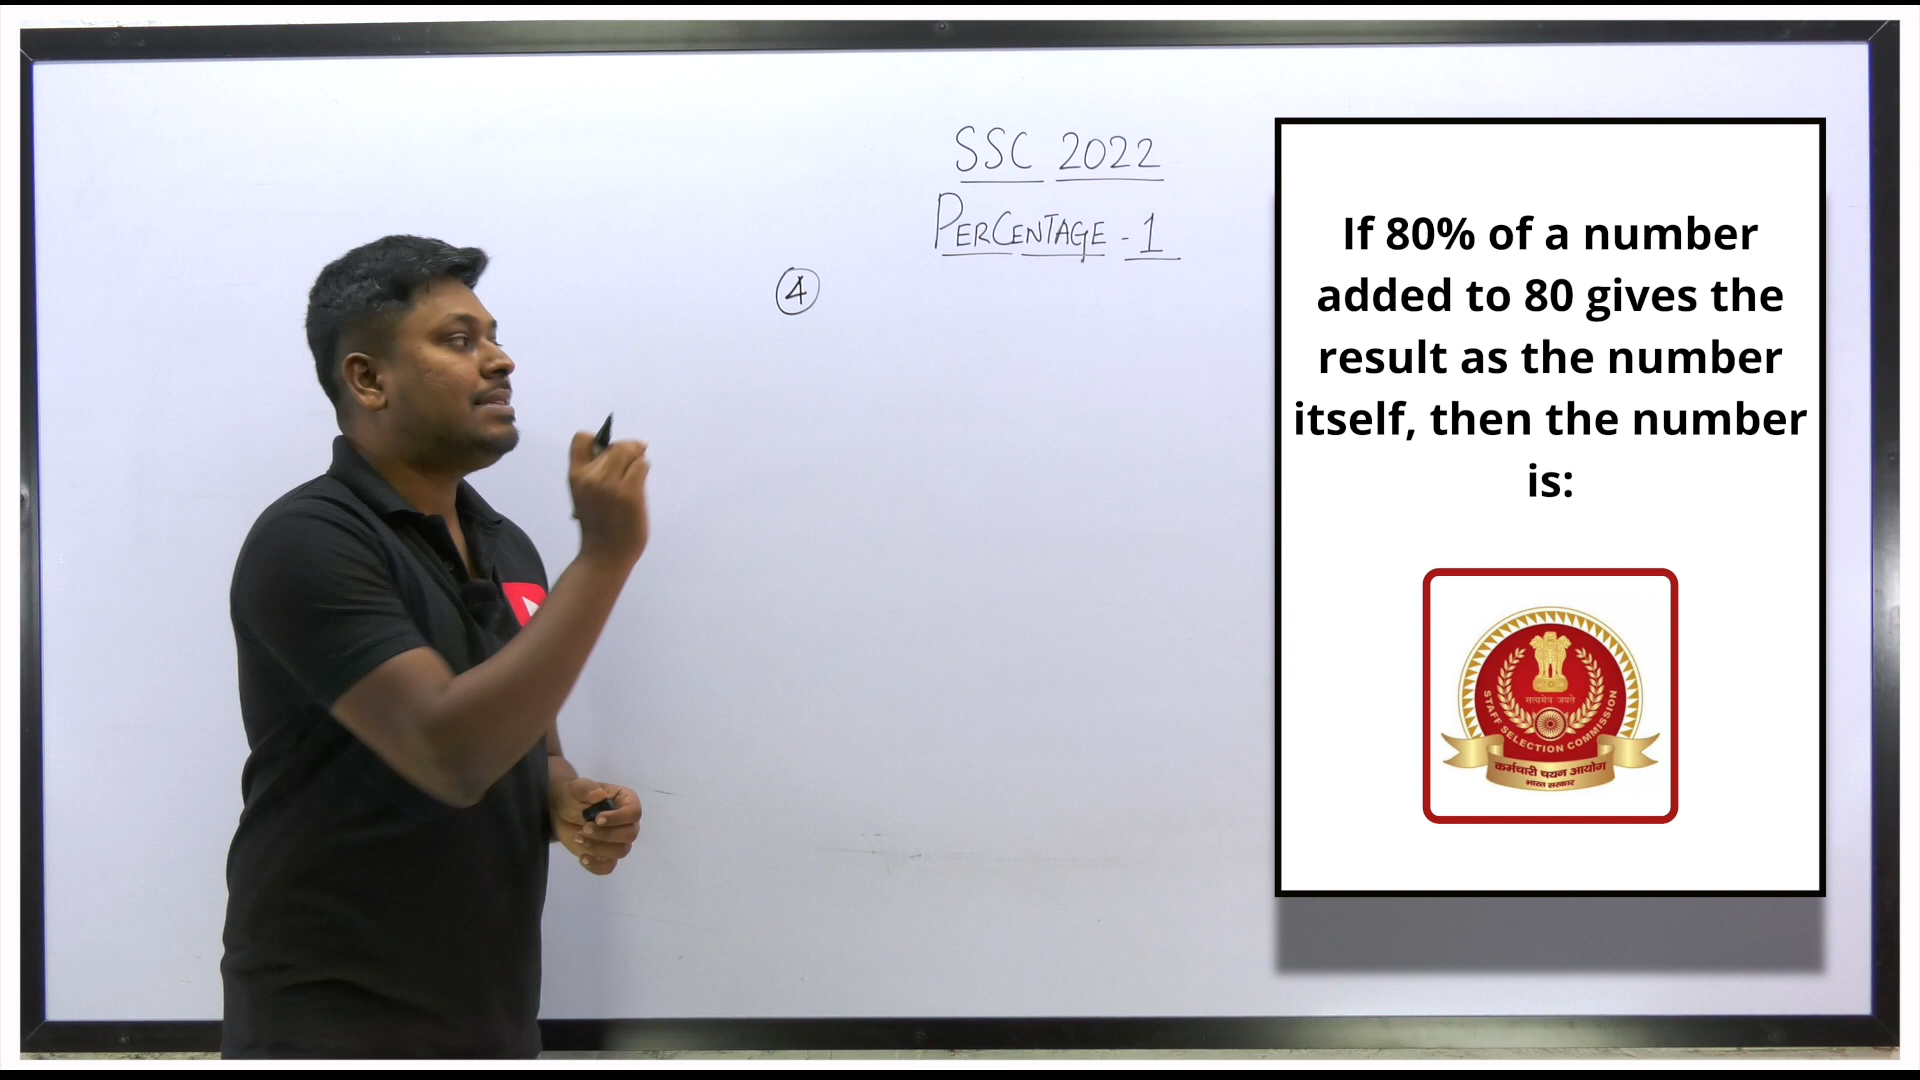 SSC 2022
PERCENTAGE - 1
4
If 80% of a number
added to 80 gives the
result as the number
itself, then the number
is:
सत्यमेव जयते
STAFF SELECTION COMMISSION
कर्मचारी चयन आयोग
भारत सरकार